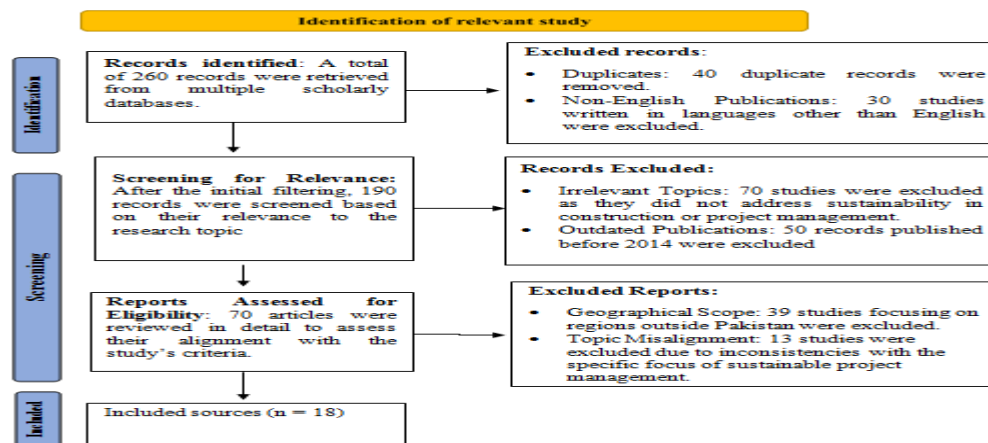 Identification of relevant study
Identification
Records identified: A total
of 260 records were retrieved
from multiple scholarly
databases.
Excluded records:
• Duplicates: 40 duplicate records were
removed.
• Non-English Publications: 30 studies
written in languages other than English
were excluded.
Screening
Screening for Relevance:
After the initial filtering, 190
records were screened based
on their relevance to the
research topic
Records Excluded:
• Irrelevant Topics: 70 studies were excluded
as they did not address sustainability in
construction or project management.
• Outdated Publications: 50 records published
before 2014 were excluded
Reports Assessed for
Eligibility: 70 articles were
reviewed in detail to assess
their alignment with the
study’s criteria.
Excluded Reports:
• Geographical Scope: 39 studies focusing on
regions outside Pakistan were excluded.
• Topic Misalignment: 13 studies were
excluded due to inconsistencies with the
specific focus of sustainable project
management.
Included
Included sources (n = 18)